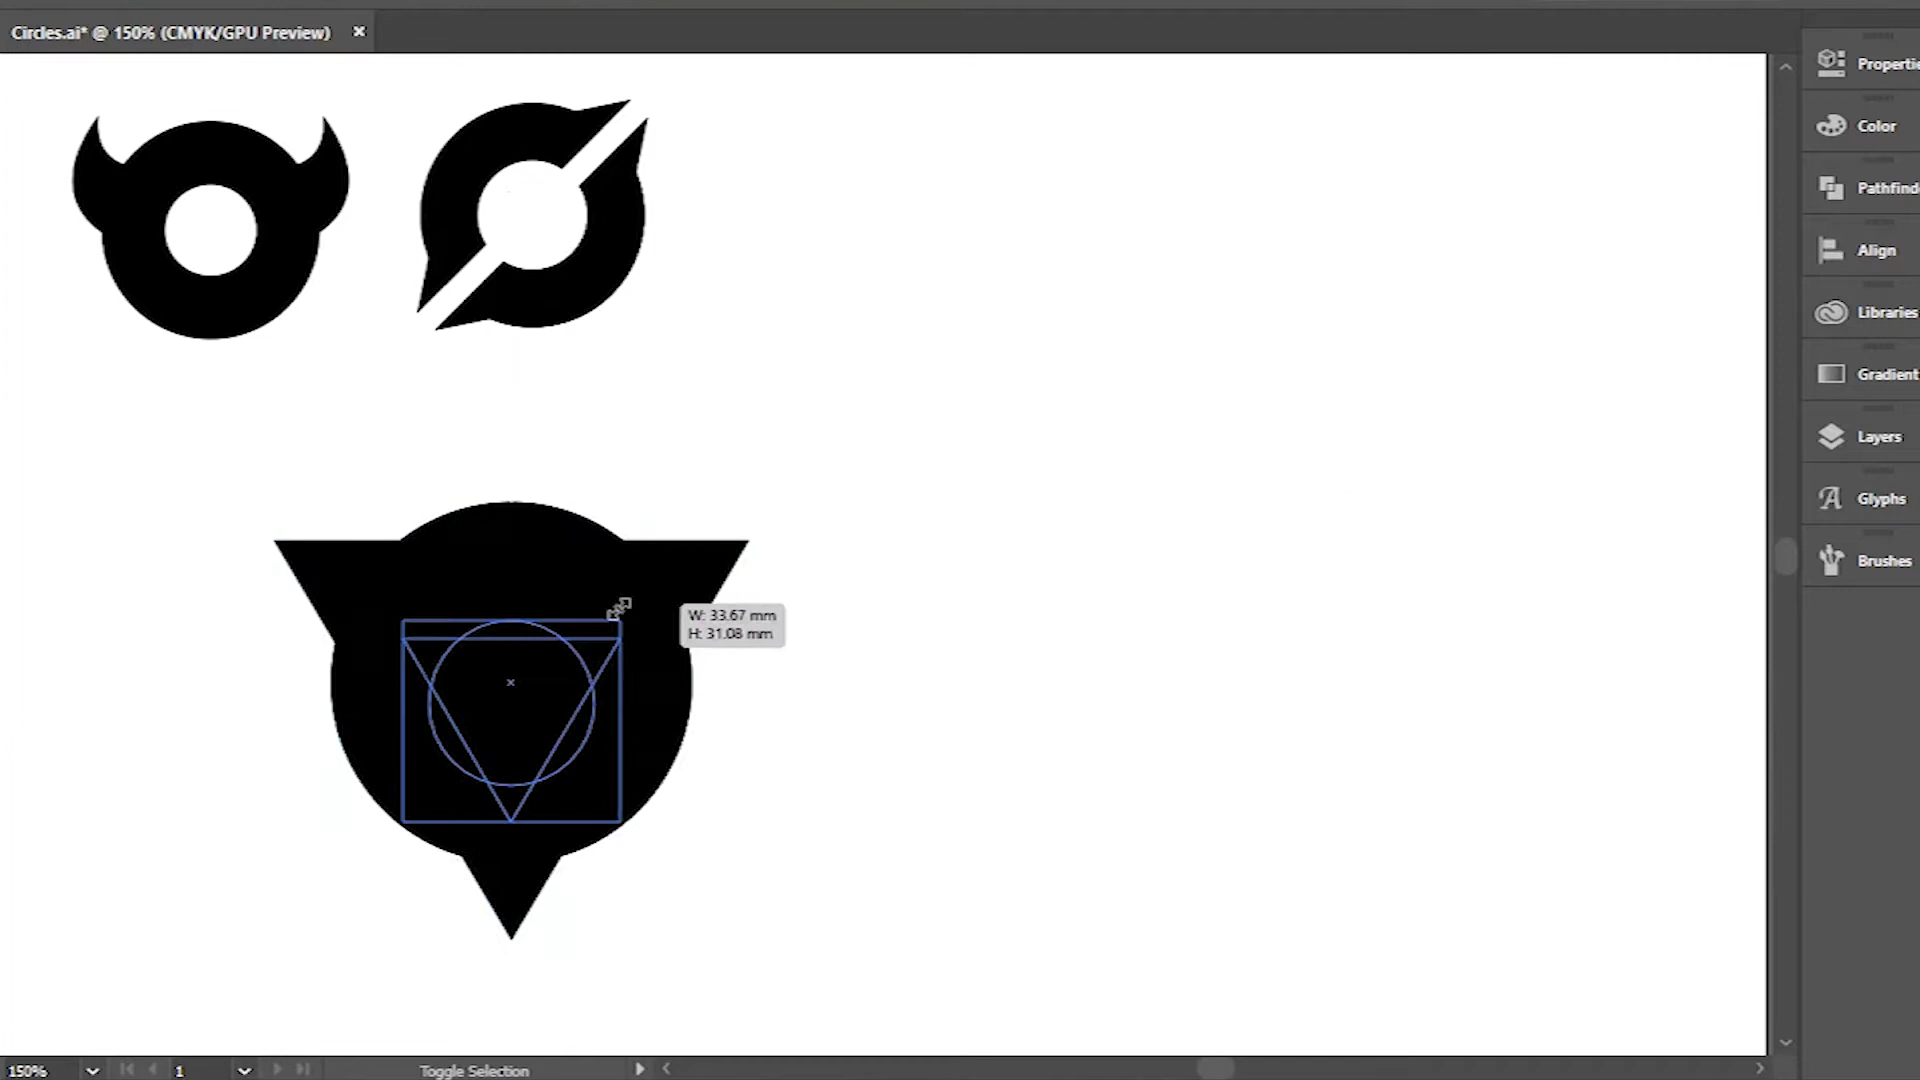 Circles.ai* @ 150% (CMYK/GPU Preview) ×
Properti
Color
Pathfind
Align
Libraries
Gradient
Layers
Glyphs
Brushes
W: 33.67 mm
H: 31.08 mm
150%
1
Toggle Selection